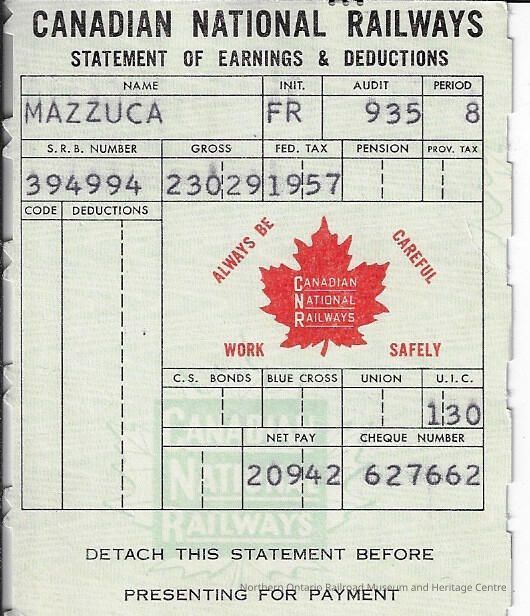 CANADIAN NATIONAL RAILWAYS
STATEMENT OF EARNINGS & DEDUCTIONS
NAME INIT. AUDIT PERIOD
MAZZUCA FR 935 8
S.R.B. NUMBER GROSS FED. TAX PENSION PROV. TAX
394994 23029 1957
CODE DEDUCTIONS
ALWAYS BE CAREFUL
CANADIAN
NATIONAL
RAILWAYS
WORK SAFELY
C.S. BONDS BLUE CROSS UNION U.I.C.
130
NET PAY CHEQUE NUMBER
20942 627662
CANADIAN
NATIONAL
RAILWAYS
DETACH THIS STATEMENT BEFORE
PRESENTING FOR PAYMENT
Northern Ontario Railroad Museum and Heritage Centre